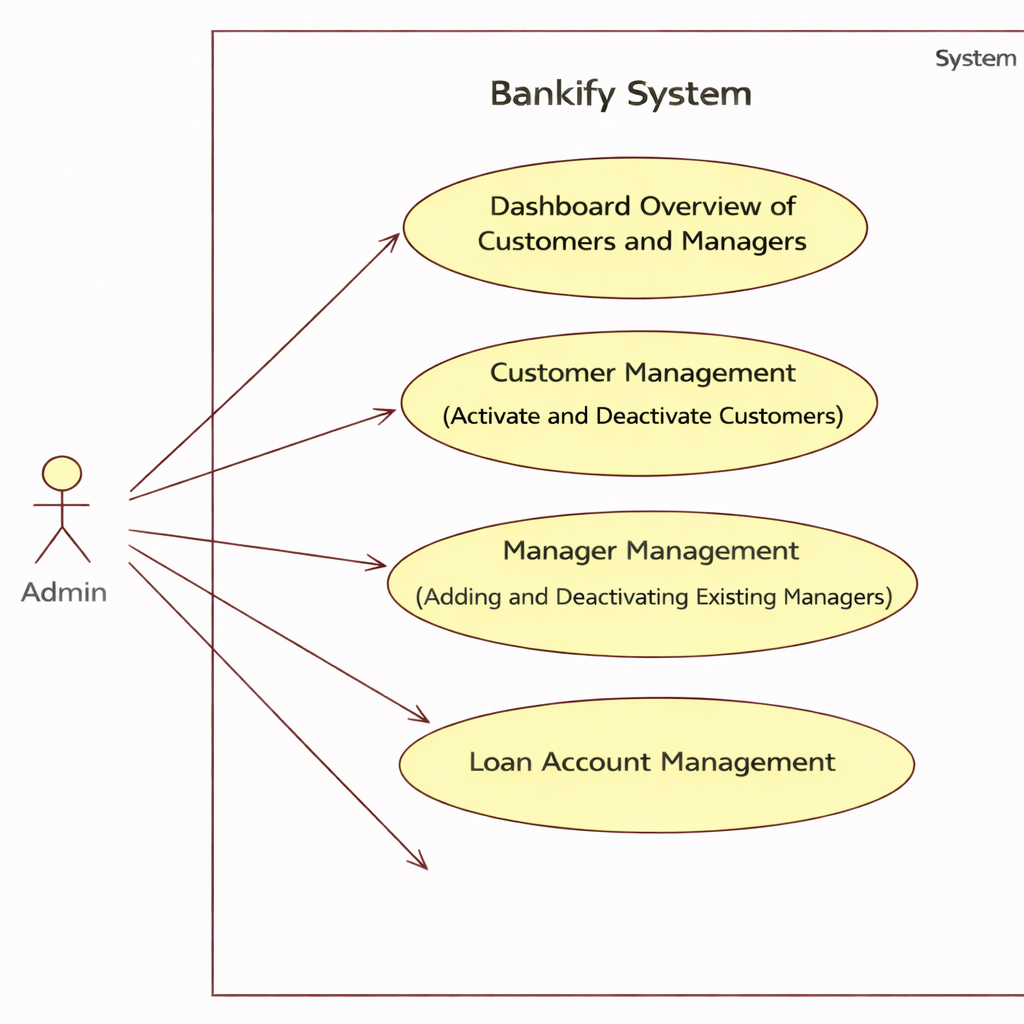 System
Bankify System
Dashboard Overview of
Customers and Managers
Customer Management
(Activate and Deactivate Customers)
Manager Management
(Adding and Deactivating Existing Managers)
Admin
Loan Account Management